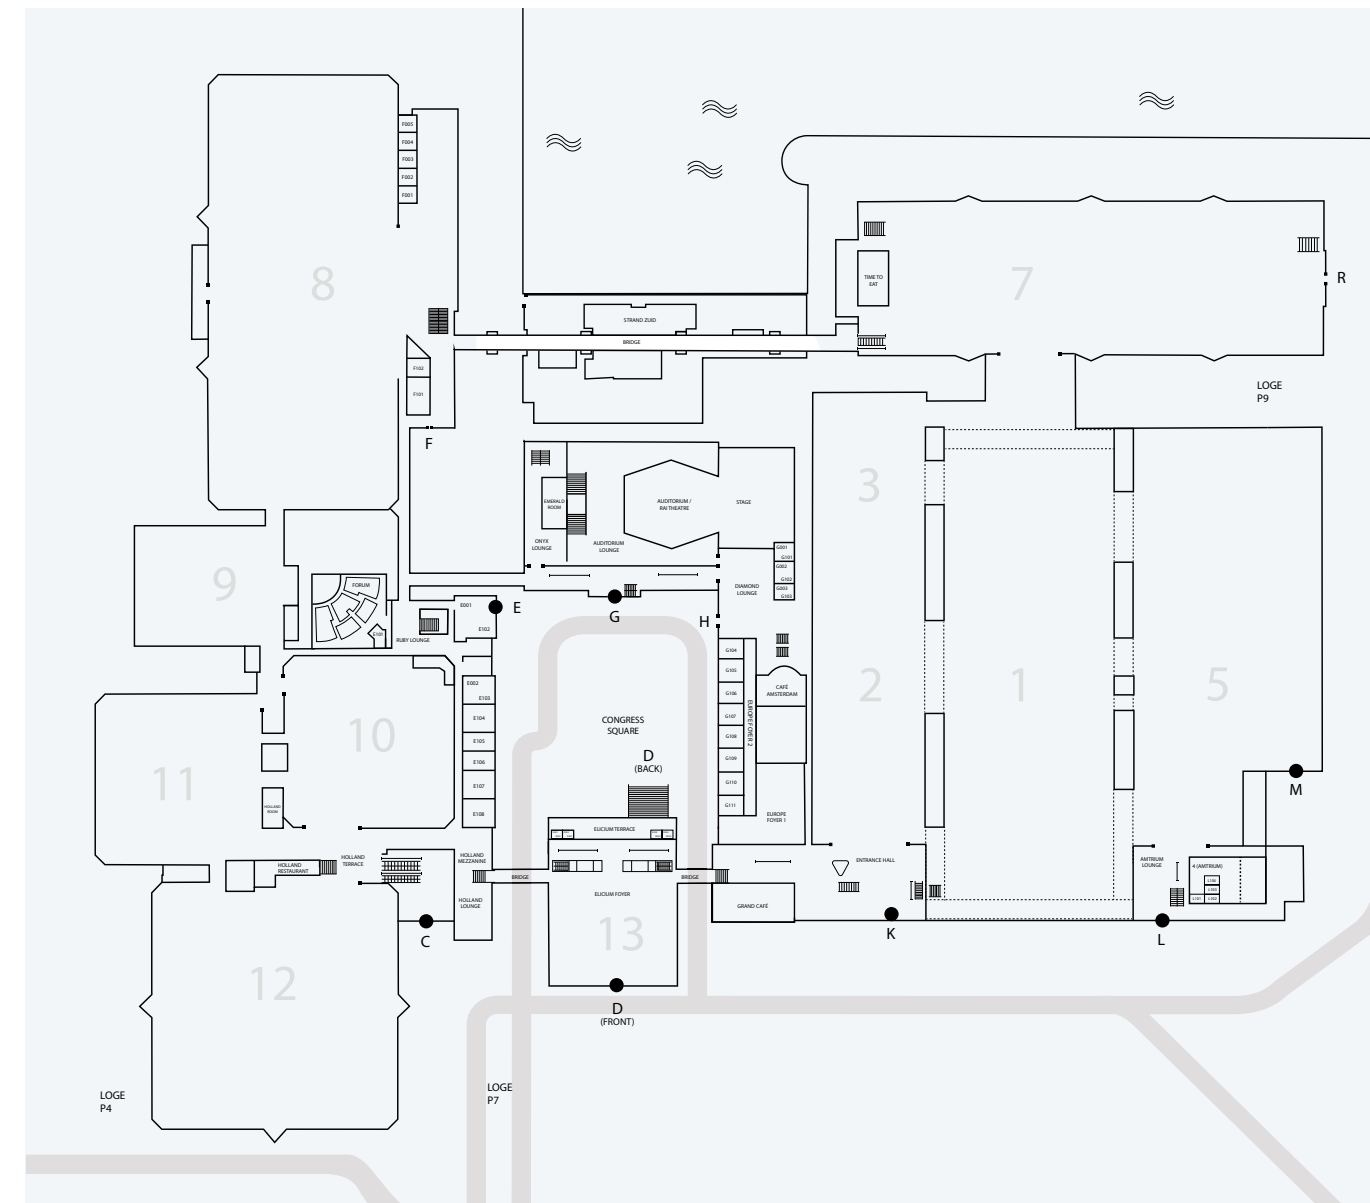 F005
F004
F003
F002
F001
8
7
TIME TO
EAT
R
STRAND ZUID
BRIDGE
F102
F101
F
LOGE
P9
3
EMERALD
ROOM
AUDITORIUM /
RAI THEATRE
STAGE
ONYX
LOUNGE
AUDITORIUM
LOUNGE
G001
G101
G002
G102
G003
G103
DIAMOND
LOUNGE
9
FORUM
E101
RUBY LOUNGE
E001
E102
E
G
H
G104
G105
G106
G107
G108
G109
G110
G111
EUROPE FOYER 2
CAFÉ
AMSTERDAM
EUROPE
FOYER 1
2
1
5
M
E002
E103
E104
E105
E106
E107
E108
10
11
HOLLAND
ROOM
CONGRESS
SQUARE
D
(BACK)
ELICIUM TERRACE
ELICIUM FOYER
BRIDGE
BRIDGE
HOLLAND
RESTAURANT
HOLLAND
TERRACE
HOLLAND
MEZZANINE
HOLLAND
LOUNGE
C
13
D
(FRONT)
ENTRANCE HALL
GRAND CAFÉ
K
AMTRIUM
LOUNGE
4 (AMTRIUM)
L101
L102
L103
L
12
LOGE
P4
LOGE
P7